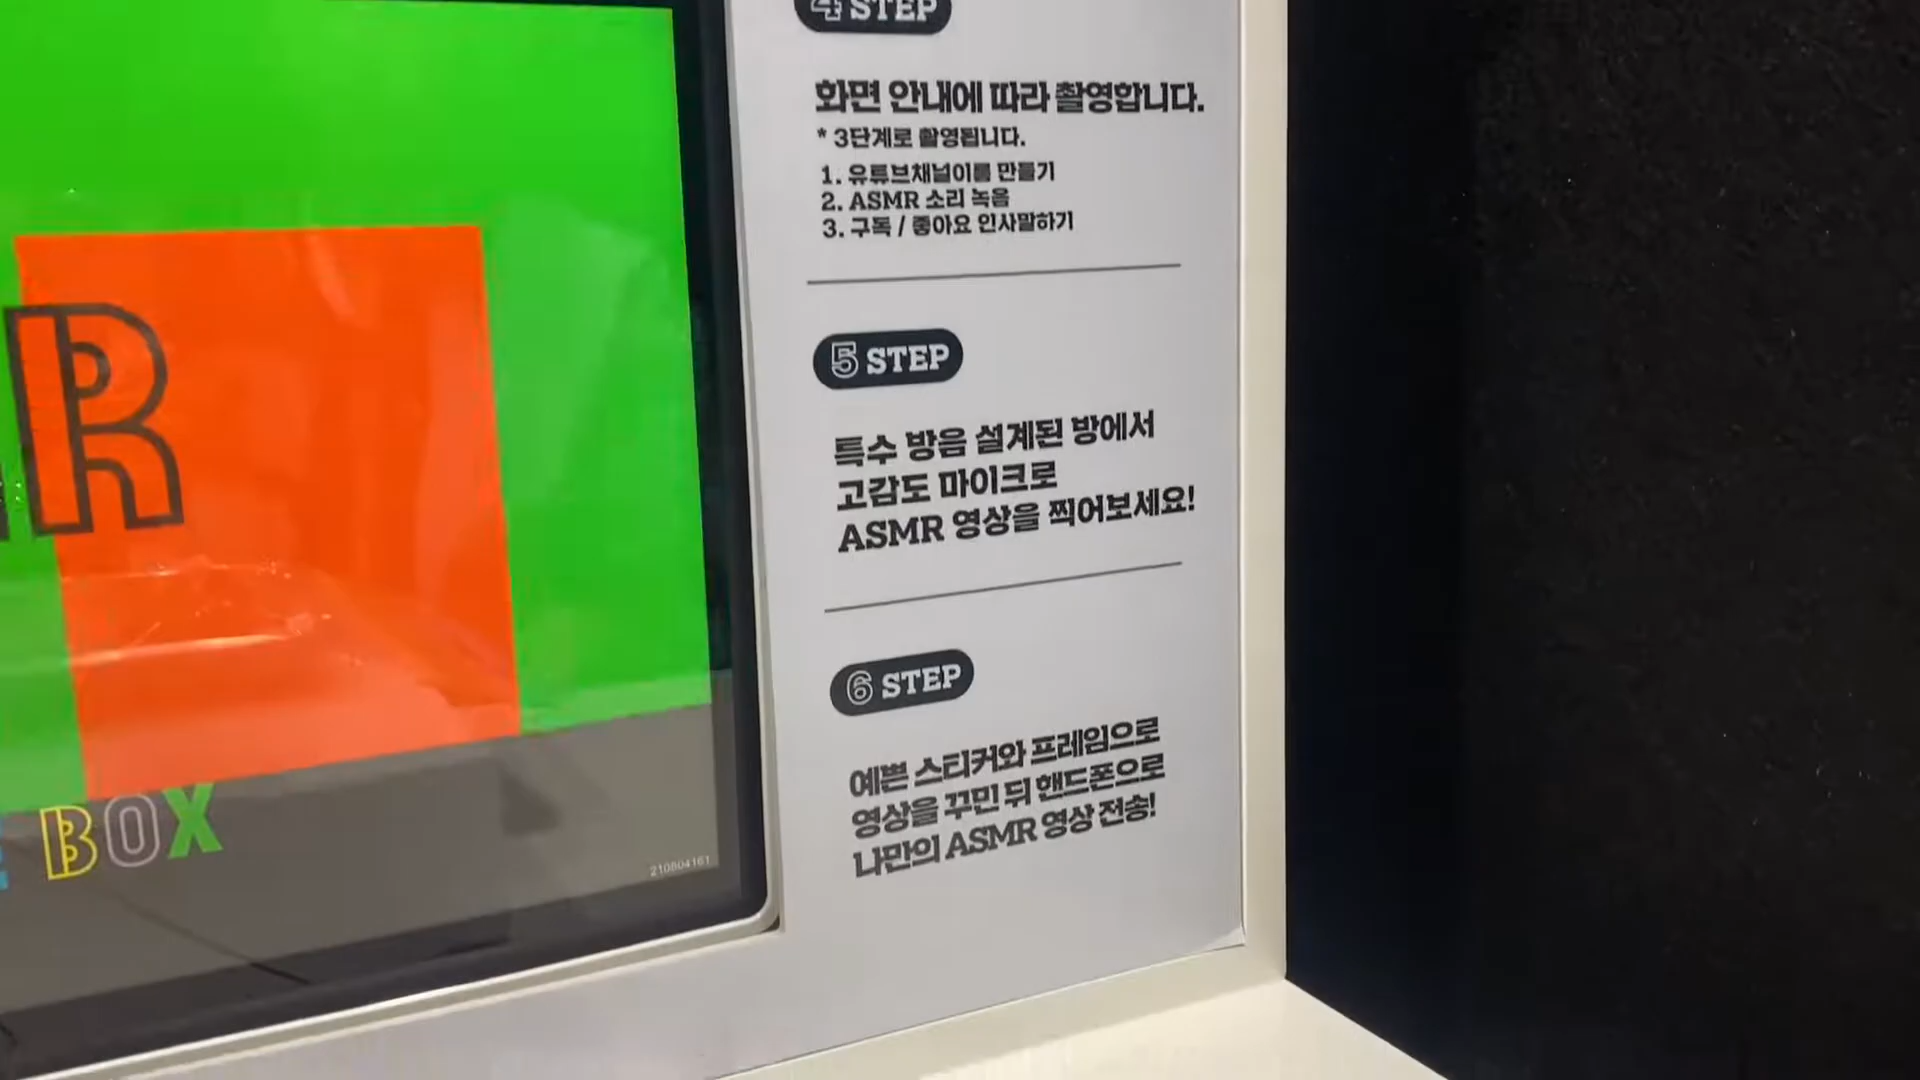 4 STEP
화면 안내에 따라 촬영합니다.
* 3단계로 촬영됩니다.
1. 유튜브채널이름 만들기
2. ASMR 소리 녹음
3. 구독 / 좋아요 인사말하기
5 STEP
특수 방음 설계된 방에서
고감도 마이크로
ASMR 영상을 찍어보세요!
6 STEP
예쁜 스티커와 프레임으로
영상을 꾸민 뒤 핸드폰으로
나만의 ASMR 영상 전송!
R
BOX
210804161